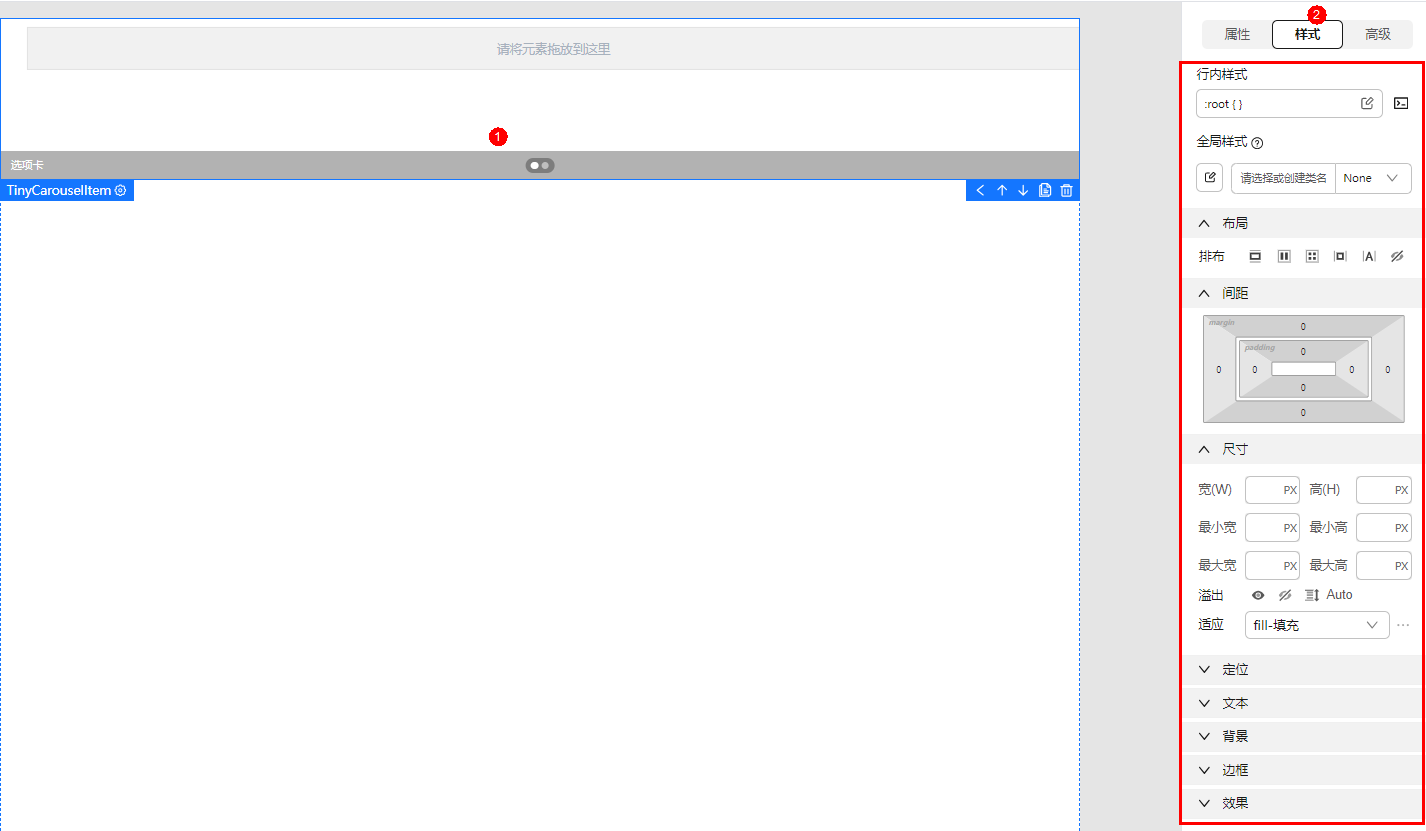 请将元素拖放到这里
1
选项卡
TinyCarouselItem
2
属性 样式 高级
行内样式
:root { }
全局样式
请选择或创建类名 None
布局
排布 A
间距
margin
0
padding
0
0 0 0 0
0
0
尺寸
宽(W) PX 高(H) PX
最小宽 PX 最小高 PX
最大宽 PX 最大高 PX
溢出 Auto
适应 fill-填充 ...
定位
文本
背景
边框
效果